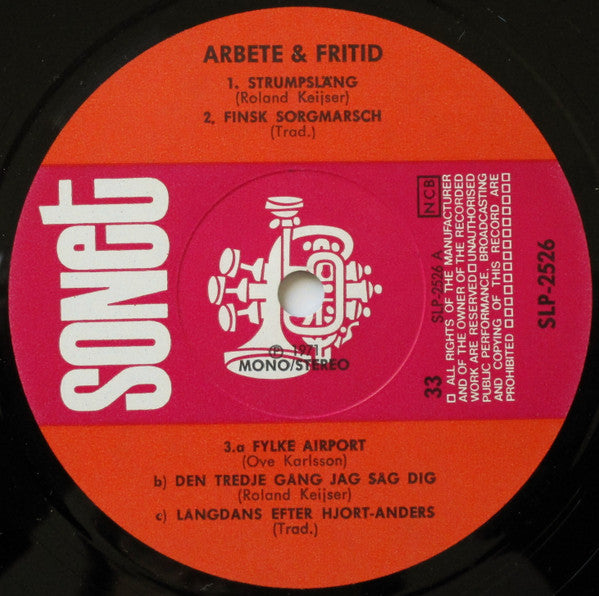 ARBETE & FRITID
1. STRUMPSLÄNG
(Roland Keijser)
2. FINSK SORGMARSCH
(Trad.)
SONET
℗ 1971
MONO/STEREO
NCB
SLP-2526 A
33
□ ALL RIGHTS OF THE MANUFACTURER
AND OF THE OWNER OF THE RECORDED
WORK ARE RESERVED □ UNAUTHORISED
PUBLIC PERFORMANCE, BROADCASTING
AND COPYING OF THIS RECORD ARE
PROHIBITED □□□□□□□□□□□□
SLP-2526
3.a FYLKE AIRPORT
(Ove Karlsson)
b) DEN TREDJE GANG JAG SAG DIG
(Roland Keijser)
c) LANGDANS EFTER HJORT-ANDERS
(Trad.)